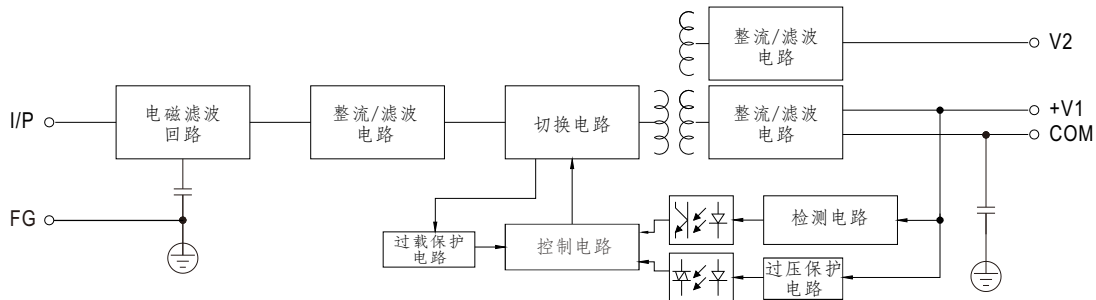 整流/滤波
电路
V2
I/P
电磁滤波
回路
整流/滤波
电路
切换电路
整流/滤波
电路
+V1
COM
FG
过载保护
电路
控制电路
检测电路
过压保护
电路